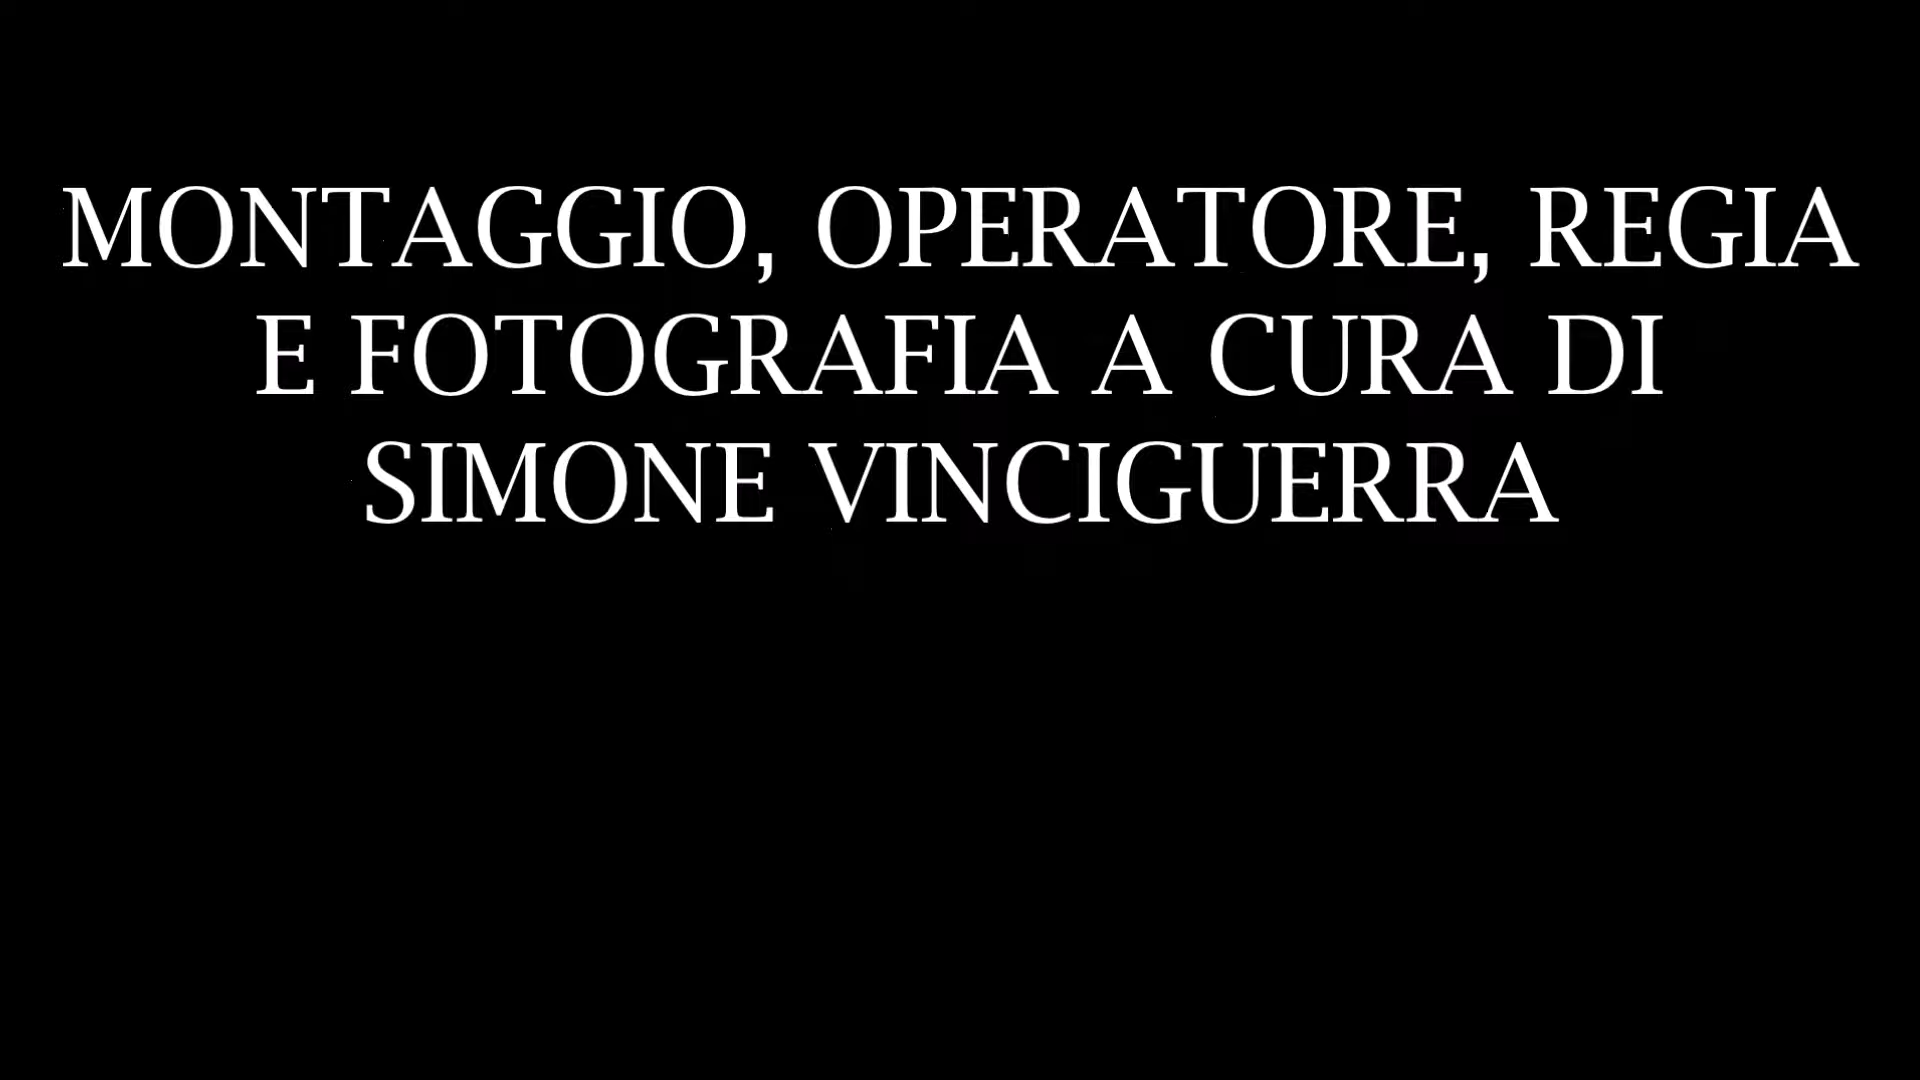 MONTAGGIO, OPERATORE, REGIA
E FOTOGRAFIA A CURA DI
SIMONE VINCIGUERRA